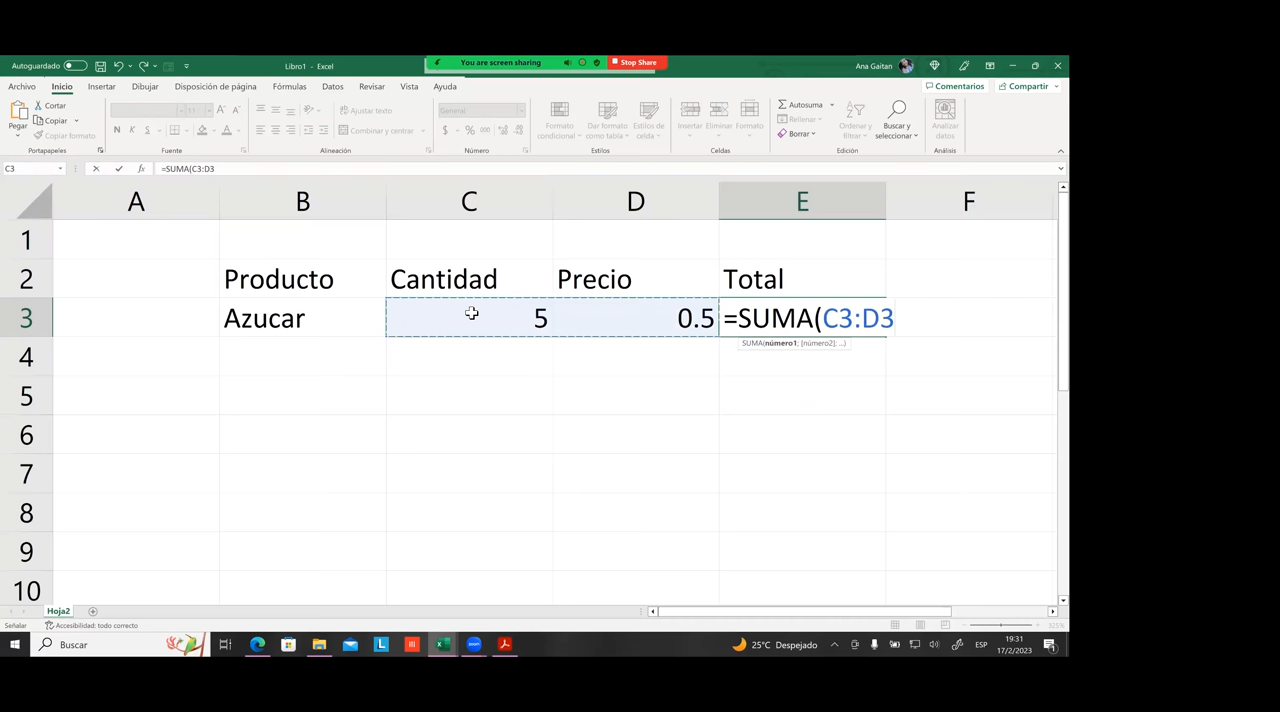 Autoguardado
Libro1 - Excel
You are screen sharing
Stop Share
Ana Gaitan
Archivo Inicio Insertar Dibujar Disposición de página Fórmulas Datos Revisar Vista Ayuda
Comentarios Compartir
Pegar
Cortar
Copiar
Copiar formato
Portapapeles
N K S
Fuente
Ajustar texto
Combinar y centrar
Alineación
General
$ % 000
Número
Formato condicional
Dar formato como tabla
Estilos de celda
Estilos
Insertar Eliminar Formato
Celdas
Autosuma
Rellenar
Borrar
Ordenar y filtrar
Buscar y seleccionar
Edición
Analizar datos
Análisis
C3 fx =SUMA(C3:D3
A B C D E F
1
2 Producto Cantidad Precio Total
3 Azucar 5 0.5 =SUMA(C3:D3
SUMA(número1; [número2]; ...)
4
5
6
7
8
9
10
Hoja2
Señalar Accesibilidad: todo correcto 325%
Buscar
25°C Despejado
ESP
19:31
17/2/2023